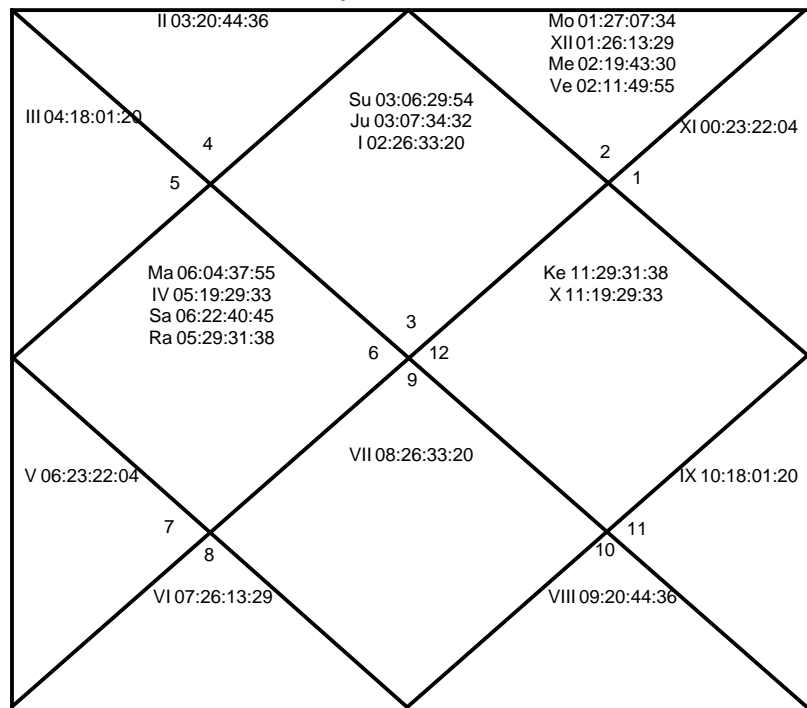 II 03:20:44:36
Mo 01:27:07:34
XII 01:26:13:29
Me 02:19:43:30
Ve 02:11:49:55
Su 03:06:29:54
Ju 03:07:34:32
I 02:26:33:20
III 04:18:01:20
XI 00:23:22:04
4
2
5
1
Ma 06:04:37:55
IV 05:19:29:33
Sa 06:22:40:45
Ra 05:29:31:38
Ke 11:29:31:38
X 11:19:29:33
3
6
12
9
VII 08:26:33:20
V 06:23:22:04
IX 10:18:01:20
7
11
8
10
VI 07:26:13:29
VIII 09:20:44:36